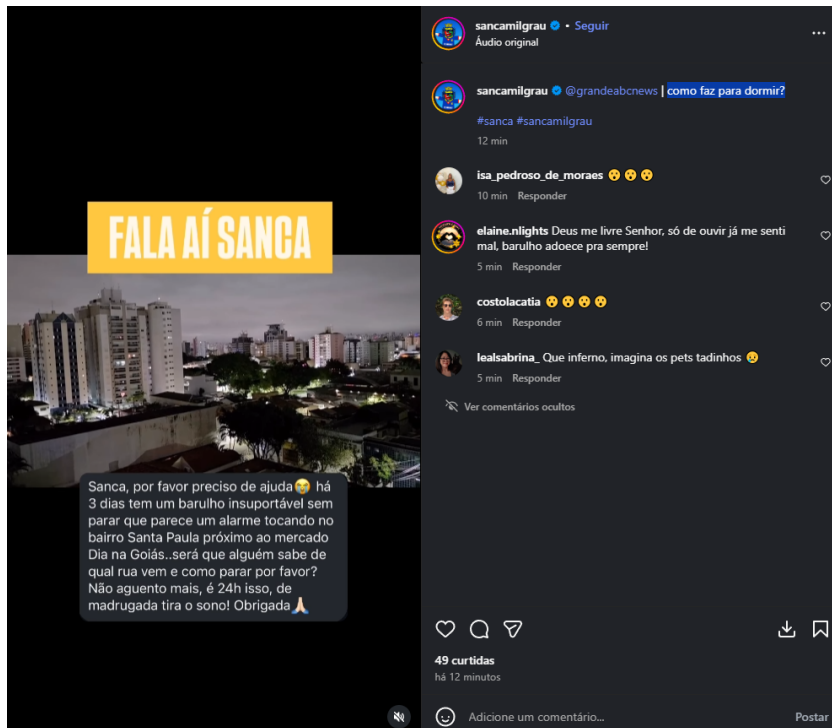 FALA AÍ SANCA
Sanca, por favor preciso de ajuda😭 há
3 dias tem um barulho insuportável sem
parar que parece um alarme tocando no
bairro Santa Paula próximo ao mercado
Dia na Goiás..será que alguém sabe de
qual rua vem e como parar por favor?
Não aguento mais, é 24h isso, de
madrugada tira o sono! Obrigada🙏🏻
sancamilgrau • Seguir
Áudio original
sancamilgrau @grandeabcnews | como faz para dormir?
#sanca #sancamilgrau
12 min
isa_pedroso_de_moraes 😮😮😮
10 min Responder
elaine.nlights Deus me livre Senhor, só de ouvir já me senti
mal, barulho adoece pra sempre!
5 min Responder
costolacatia 😮😮😮😮
6 min Responder
lealsabrina_ Que inferno, imagina os pets tadinhos 😢
5 min Responder
Ver comentários ocultos
49 curtidas
há 12 minutos
Adicione um comentário...
Postar